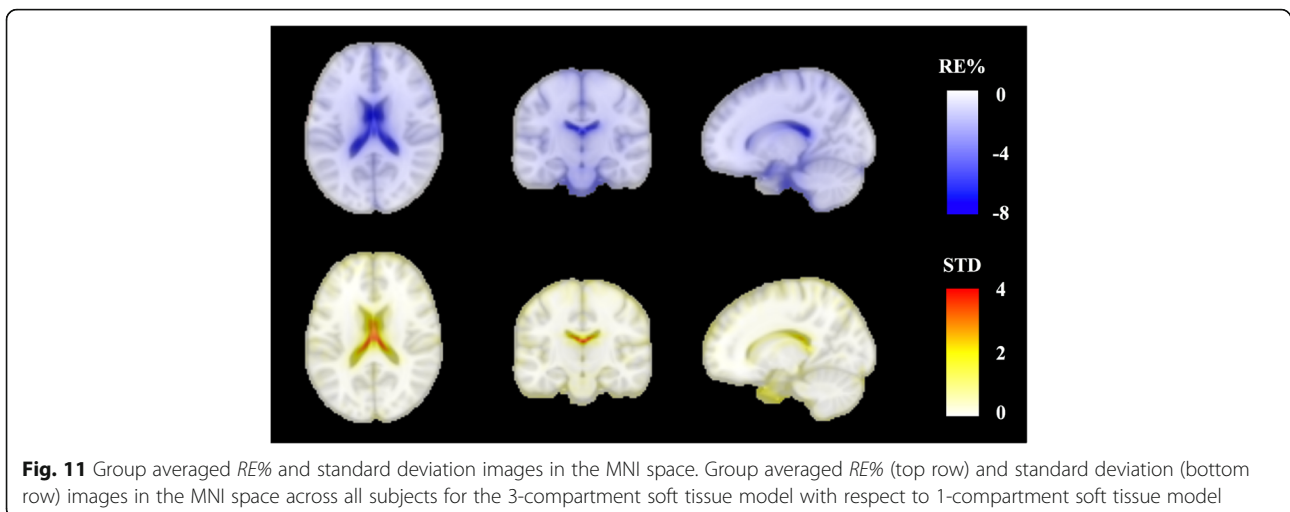 RE%
0
-4
-8
STD
4
2
0
Fig. 11 Group averaged RE% and standard deviation images in the MNI space. Group averaged RE% (top row) and standard deviation (bottom
row) images in the MNI space across all subjects for the 3-compartment soft tissue model with respect to 1-compartment soft tissue model